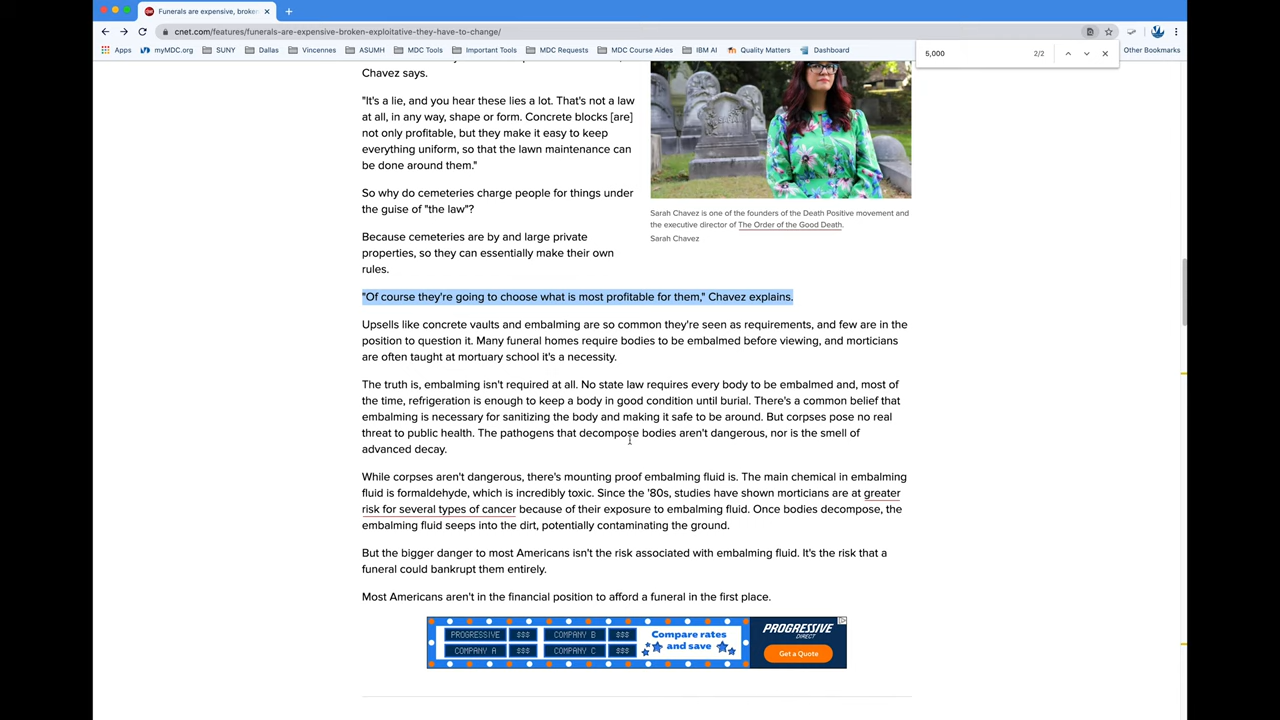 Funerals are expensive, broke
cnet.com/features/funerals-are-expensive-broken-exploitative-they-have-to-change/
Apps
myMDC.org
SUNY
Dallas
Vincennes
ASUMH
MDC Tools
Important Tools
MDC Requests
MDC Course Aides
IBM AI
Quality Matters
Dashboard
Other Bookmarks
5,000
2/2
Chavez says.
"It's a lie, and you hear these lies a lot. That's not a law
at all, in any way, shape or form. Concrete blocks [are]
not only profitable, but they make it easy to keep
everything uniform, so that the lawn maintenance can
be done around them."
So why do cemeteries charge people for things under
the guise of "the law"?
Because cemeteries are by and large private
properties, so they can essentially make their own
rules.
Sarah Chavez is one of the founders of the Death Positive movement and
the executive director of The Order of the Good Death.
Sarah Chavez
"Of course they're going to choose what is most profitable for them," Chavez explains.
Upsells like concrete vaults and embalming are so common they're seen as requirements, and few are in the
position to question it. Many funeral homes require bodies to be embalmed before viewing, and morticians
are often taught at mortuary school it's a necessity.
The truth is, embalming isn't required at all. No state law requires every body to be embalmed and, most of
the time, refrigeration is enough to keep a body in good condition until burial. There's a common belief that
embalming is necessary for sanitizing the body and making it safe to be around. But corpses pose no real
threat to public health. The pathogens that decompose bodies aren't dangerous, nor is the smell of
advanced decay.
While corpses aren't dangerous, there's mounting proof embalming fluid is. The main chemical in embalming
fluid is formaldehyde, which is incredibly toxic. Since the '80s, studies have shown morticians are at greater
risk for several types of cancer because of their exposure to embalming fluid. Once bodies decompose, the
embalming fluid seeps into the dirt, potentially contaminating the ground.
But the bigger danger to most Americans isn't the risk associated with embalming fluid. It's the risk that a
funeral could bankrupt them entirely.
Most Americans aren't in the financial position to afford a funeral in the first place.
PROGRESSIVE $$$ COMPANY B $$$
COMPANY A $$$ COMPANY C $$$
Compare rates
and save
PROGRESSIVE
DIRECT
Get a Quote